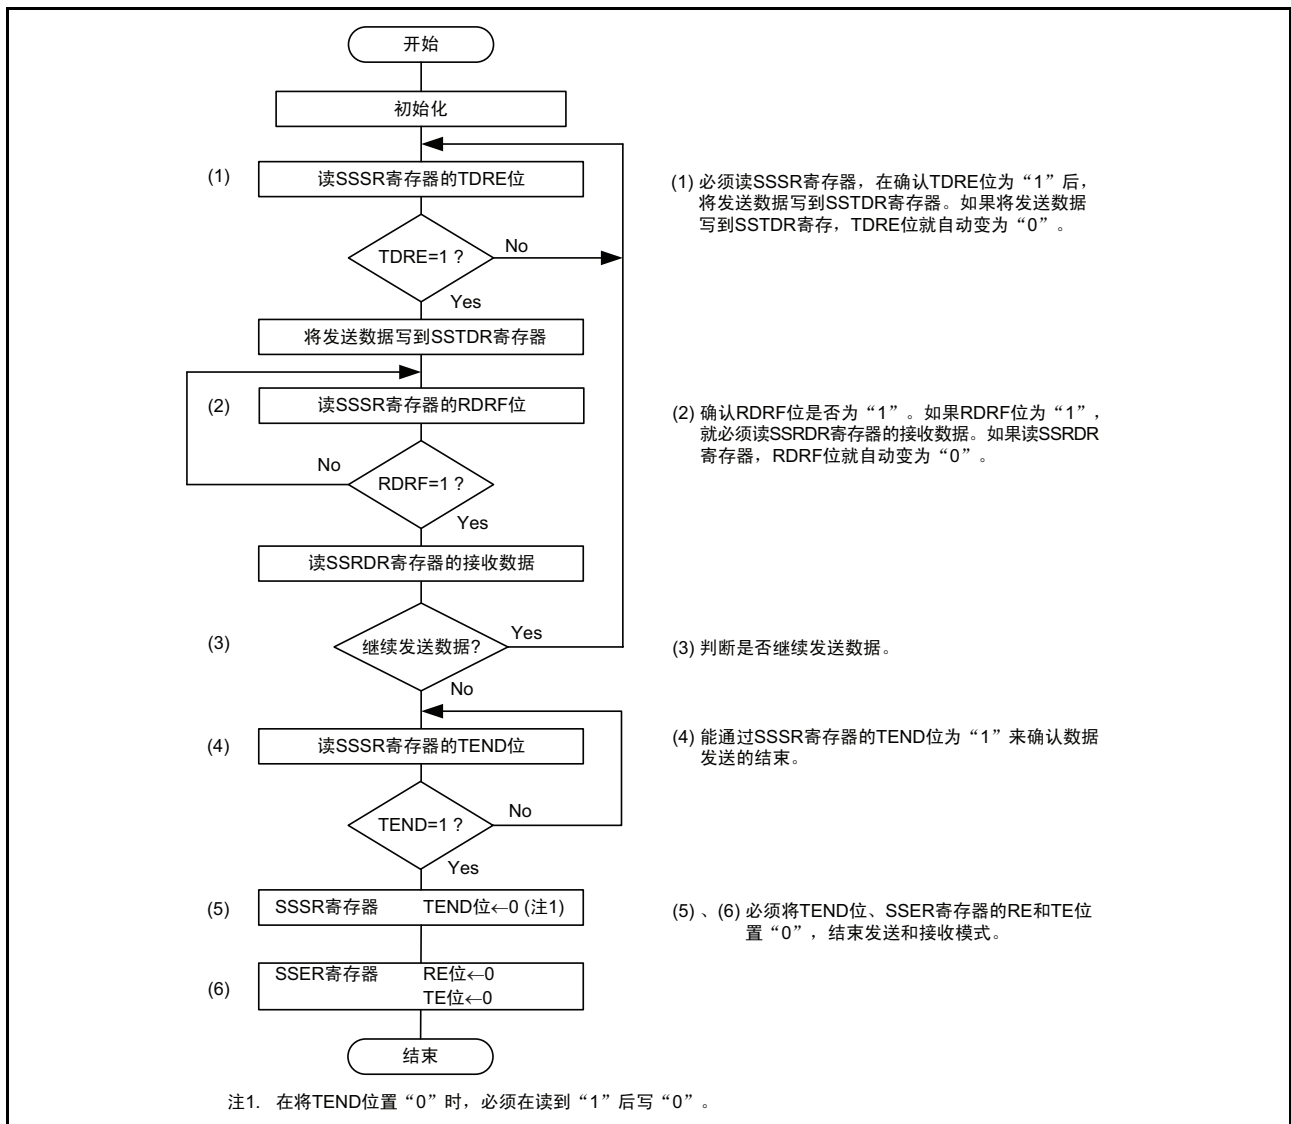 开始
初始化
(1) 读SSSR寄存器的TDRE位
(1) 必须读SSSR寄存器，在确认TDRE位为“1”后，
将发送数据写到SSTDR寄存器。如果将发送数据
写到SSTDR寄存，TDRE位就自动变为“0”。
TDRE=1？
No
Yes
将发送数据写到SSTDR寄存器
(2) 读SSSR寄存器的RDRF位
(2) 确认RDRF位是否为“1”。如果RDRF位为“1”，
就必须读SSRDR寄存器的接收数据。如果读SSRDR
寄存器，RDRF位就自动变为“0”。
No
RDRF=1？
Yes
读SSRDR寄存器的接收数据
(3) 继续发送数据?
Yes
(3) 判断是否继续发送数据。
No
(4) 读SSSR寄存器的TEND位
(4) 能通过SSSR寄存器的TEND位为“1”来确认数据
发送的结束。
TEND=1？
No
Yes
(5) SSSR寄存器 TEND位←0 (注1)
(5) 、(6) 必须将TEND位、SSER寄存器的RE和TE位
置“0”，结束发送和接收模式。
(6) SSER寄存器 RE位←0
TE位←0
结束
注1. 在将TEND位置“0”时，必须在读到“1”后写“0”。